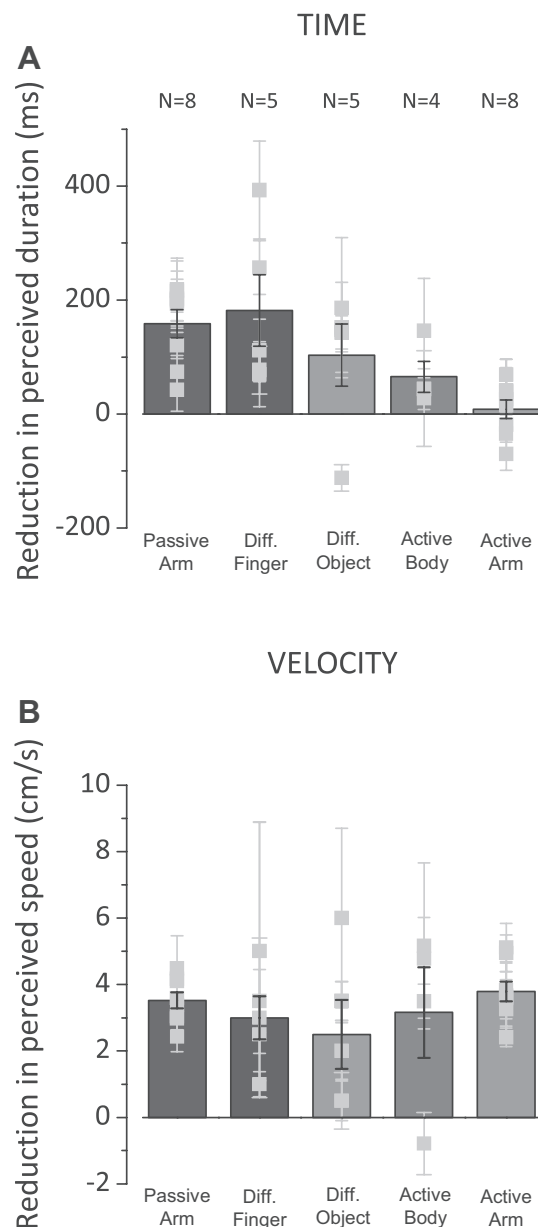 TIME
A
N=8 N=5 N=5 N=4 N=8
Reduction in perceived duration (ms)
400
200
0
-200
Passive Diff. Diff. Active Active
Arm Finger Object Body Arm
VELOCITY
B
Reduction in perceived speed (cm/s)
10
8
6
4
2
0
-2
Passive Diff. Diff. Active Active
Arm Finger Object Body Arm